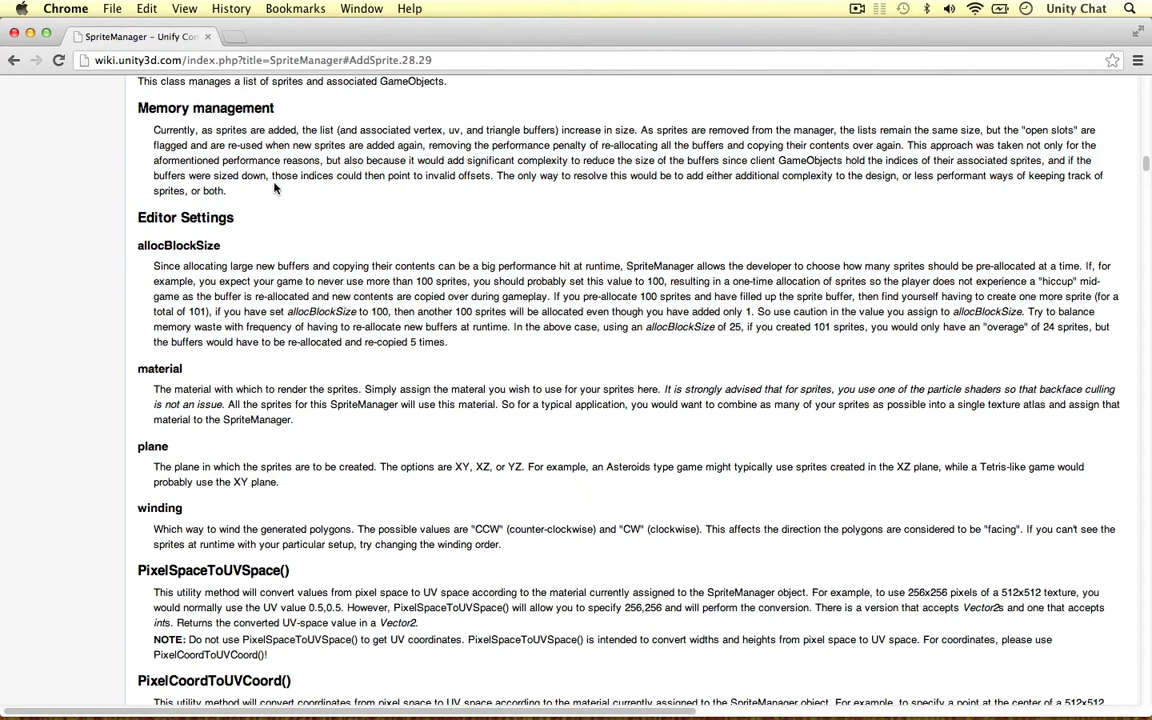 Chrome File Edit View History Bookmarks Window Help Unity Chat
SpriteManager – Unify Co
wiki.unity3d.com/index.php?title=SpriteManager#AddSprite.28.29
This class manages a list of sprites and associated GameObjects.
Memory management
Currently, as sprites are added, the list (and associated vertex, uv, and triangle buffers) increase in size. As sprites are removed from the manager, the lists remain the same size, but the "open slots" are
flagged and are re-used when new sprites are added again, removing the performance penalty of re-allocating all the buffers and copying their contents over again. This approach was taken not only for the
aformentioned performance reasons, but also because it would add significant complexity to reduce the size of the buffers since client GameObjects hold the indices of their associated sprites, and if the
buffers were sized down, those indices could then point to invalid offsets. The only way to resolve this would be to add either additional complexity to the design, or less performant ways of keeping track of
sprites, or both.
Editor Settings
allocBlockSize
Since allocating large new buffers and copying their contents can be a big performance hit at runtime, SpriteManager allows the developer to choose how many sprites should be pre-allocated at a time. If, for
example, you expect your game to never use more than 100 sprites, you should probably set this value to 100, resulting in a one-time allocation of sprites so the player does not experience a "hiccup" mid-
game as the buffer is re-allocated and new contents are copied over during gameplay. If you pre-allocate 100 sprites and have filled up the sprite buffer, then find yourself having to create one more sprite (for a
total of 101), if you have set allocBlockSize to 100, then another 100 sprites will be allocated even though you have added only 1. So use caution in the value you assign to allocBlockSize. Try to balance
memory waste with frequency of having to re-allocate new buffers at runtime. In the above case, using an allocBlockSize of 25, if you created 101 sprites, you would only have an "overage" of 24 sprites, but
the buffers would have to be re-allocated and re-copied 5 times.
material
The material with which to render the sprites. Simply assign the materal you wish to use for your sprites here. It is strongly advised that for sprites, you use one of the particle shaders so that backface culling
is not an issue. All the sprites for this SpriteManager will use this material. So for a typical application, you would want to combine as many of your sprites as possible into a single texture atlas and assign that
material to the SpriteManager.
plane
The plane in which the sprites are to be created. The options are XY, XZ, or YZ. For example, an Asteroids type game might typically use sprites created in the XZ plane, while a Tetris-like game would
probably use the XY plane.
winding
Which way to wind the generated polygons. The possible values are "CCW" (counter-clockwise) and "CW" (clockwise). This affects the direction the polygons are considered to be "facing". If you can't see the
sprites at runtime with your particular setup, try changing the winding order.
PixelSpaceToUVSpace()
This utility method will convert values from pixel space to UV space according to the material currently assigned to the SpriteManager object. For example, to use 256x256 pixels of a 512x512 texture, you
would normally use the UV value 0.5,0.5. However, PixelSpaceToUVSpace() will allow you to specify 256,256 and will perform the conversion. There is a version that accepts Vector2s and one that accepts
ints. Returns the converted UV-space value in a Vector2.
NOTE: Do not use PixelSpaceToUVSpace() to get UV coordinates. PixelSpaceToUVSpace() is intended to convert widths and heights from pixel space to UV space. For coordinates, please use
PixelCoordToUVCoord()!
PixelCoordToUVCoord()
This utility method will convert coordinates from pixel space to UV space according to the material currently assigned to the SpriteManager object. For example, to specify a point at the center of a 512x512